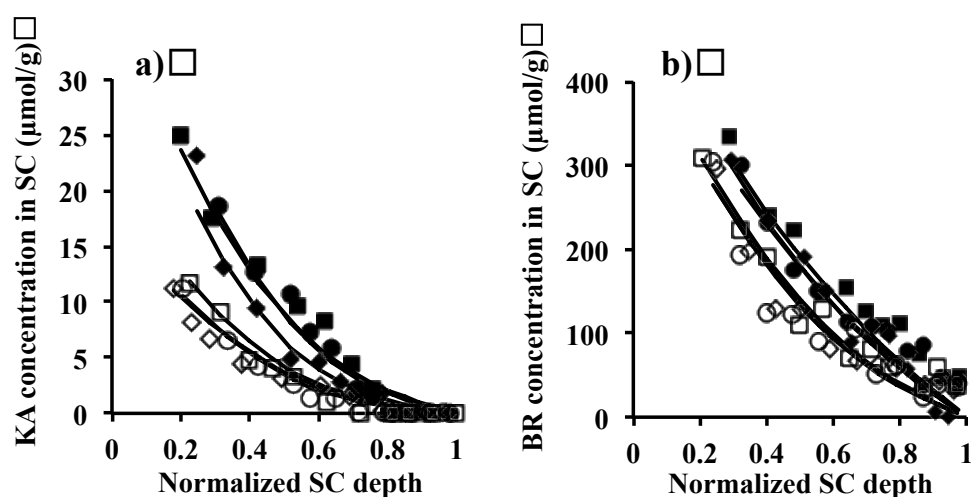 a)
KA concentration in SC (µmol/g)
30
25
20
15
10
5
0
0 0.2 0.4 0.6 0.8 1
Normalized SC depth
b)
BR concentration in SC (µmol/g)
400
300
200
100
0
0 0.2 0.4 0.6 0.8 1
Normalized SC depth